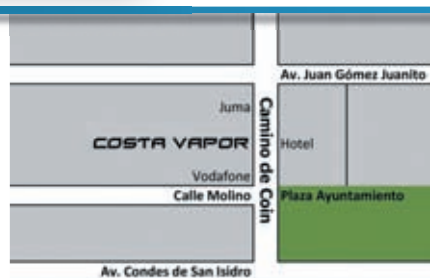 Av. Juan Gómez Juanito
Juma
Camino de Coin
COSTA VAPOR
Hotel
Vodafone
Calle Molino
Plaza Ayuntamiento
Av. Condes de San Isidro